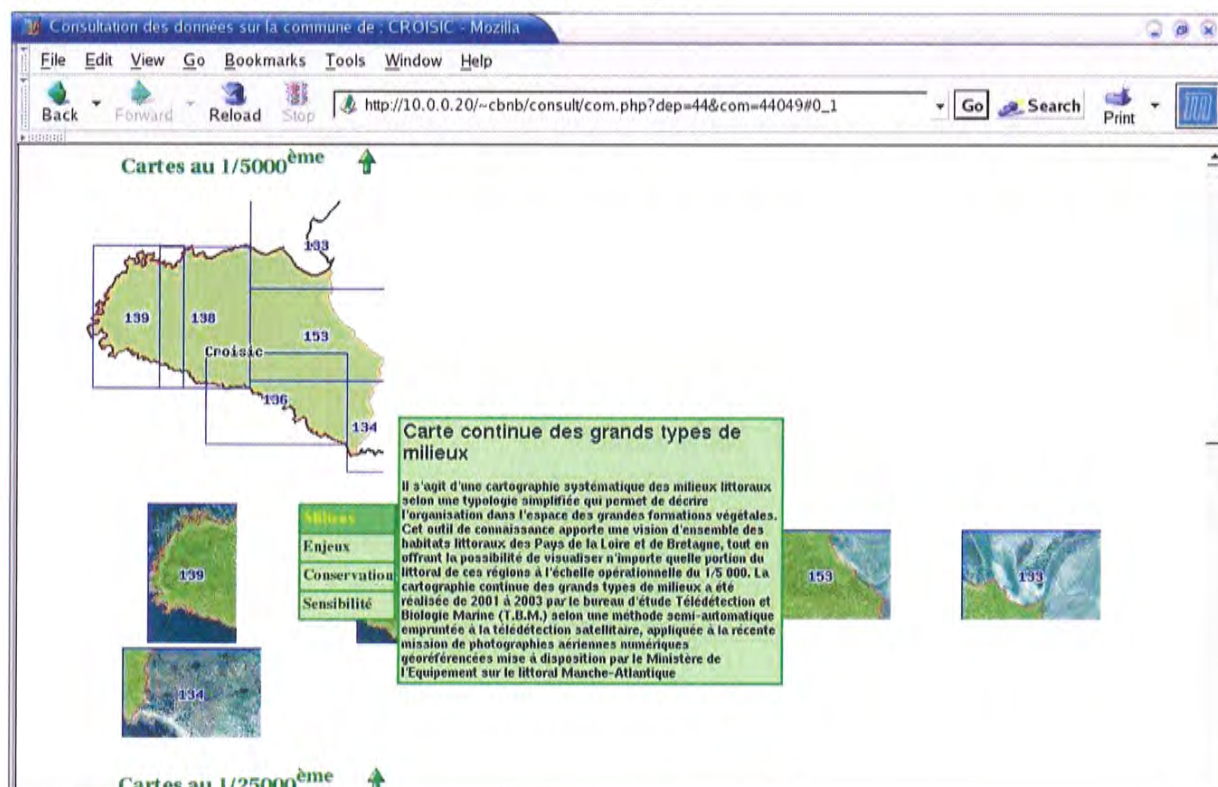 Consultation des données sur la commune de : CROISIC - Mozilla
File Edit View Go Bookmarks Tools Window Help
Back Forward Reload Stop http://10.0.0.20/~cbnb/consult/com.php?dep=44&com=44049#0_1 Go Search Print
Cartes au 1/5000ème
133
139 138
153
Croisic
136
134
Carte continue des grands types de
milieux
Il s'agit d'une cartographie systématique des milieux littoraux
selon une typologie simplifiée qui permet de décrire
l'organisation dans l'espace des grandes formations végétales.
Cet outil de connaissance apporte une vision d'ensemble des
habitats littoraux des Pays de la Loire et de Bretagne, tout en
offrant la possibilité de visualiser n'importe quelle portion du
littoral de ces régions à l'échelle opérationnelle du 1/5 000. La
cartographie continue des grands types de milieux a été
réalisée de 2001 à 2003 par le bureau d'étude Télédétection et
Biologie Marine (T.B.M.) selon une méthode semi-automatique
empruntée à la télédétection satellitaire, appliquée à la récente
mission de photographies aériennes numériques
géoréférencées mise à disposition par le Ministère de
l'Equipement sur le littoral Manche-Atlantique
Milieux
Enjeux
Conservation
Sensibilité
139
153
133
134
Cartes au 1/25000ème